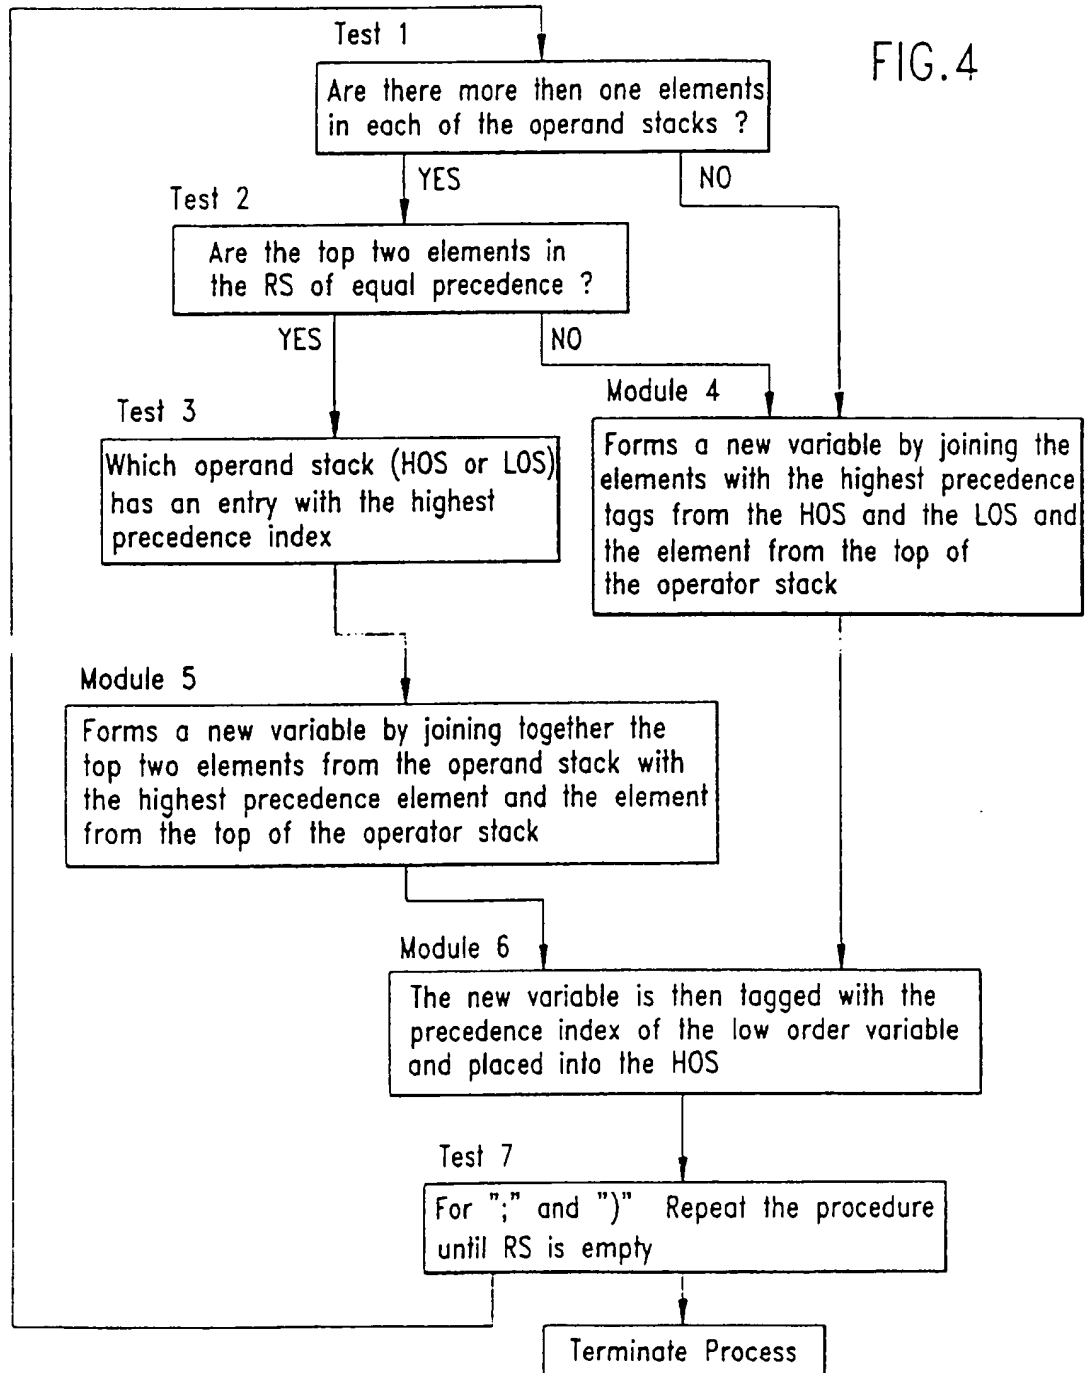 FIG.4
Test 1
Are there more then one elements
in each of the operand stacks ?
YES
NO
Test 2
Are the top two elements in
the RS of equal precedence ?
YES
NO
Test 3
Which operand stack (HOS or LOS)
has an entry with the highest
precedence index
Module 4
Forms a new variable by joining the
elements with the highest precedence
tags from the HOS and the LOS and
the element from the top of
the operator stack
Module 5
Forms a new variable by joining together the
top two elements from the operand stack with
the highest precedence element and the element
from the top of the operator stack
Module 6
The new variable is then tagged with the
precedence index of the low order variable
and placed into the HOS
Test 7
For ";" and ")" Repeat the procedure
until RS is empty
Terminate Process